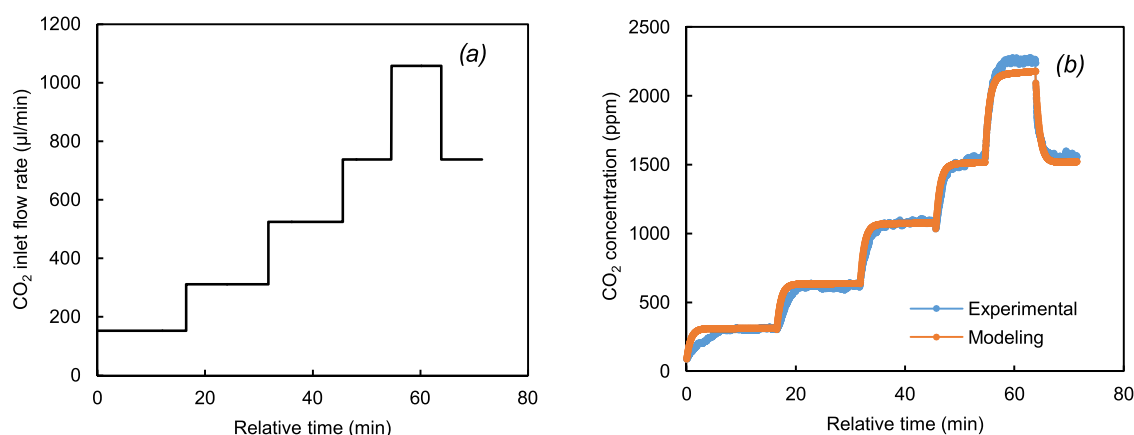 1200
1000
800
600
400
200
0
0 20 40 60 80
CO2 inlet flow rate (µl/min)
Relative time (min)
(a)
2500
2000
1500
1000
500
0
0 20 40 60 80
CO2 concentration (ppm)
Relative time (min)
(b)
Experimental
Modeling